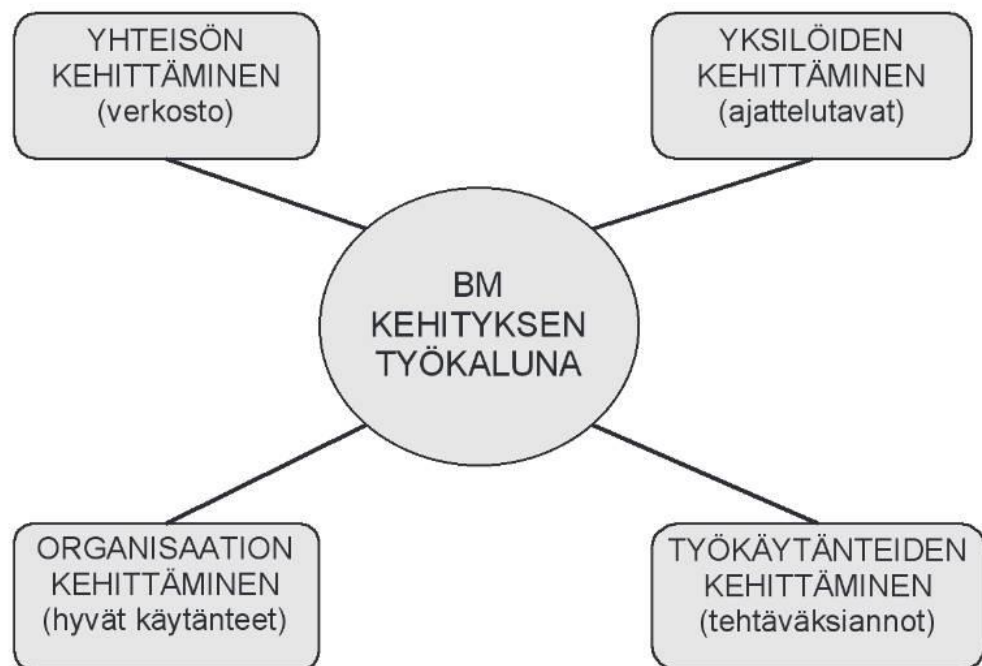 YHTEISÖN
KEHITTÄMINEN
(verkosto)
YKSILÖIDEN
KEHITTÄMINEN
(ajattelutavat)
BM
KEHITYKSEN
TYÖKALUNA
ORGANISAATION
KEHITTÄMINEN
(hyvät käytänteet)
TYÖKÄYTÄNTEIDEN
KEHITTÄMINEN
(tehtäväksiannot)